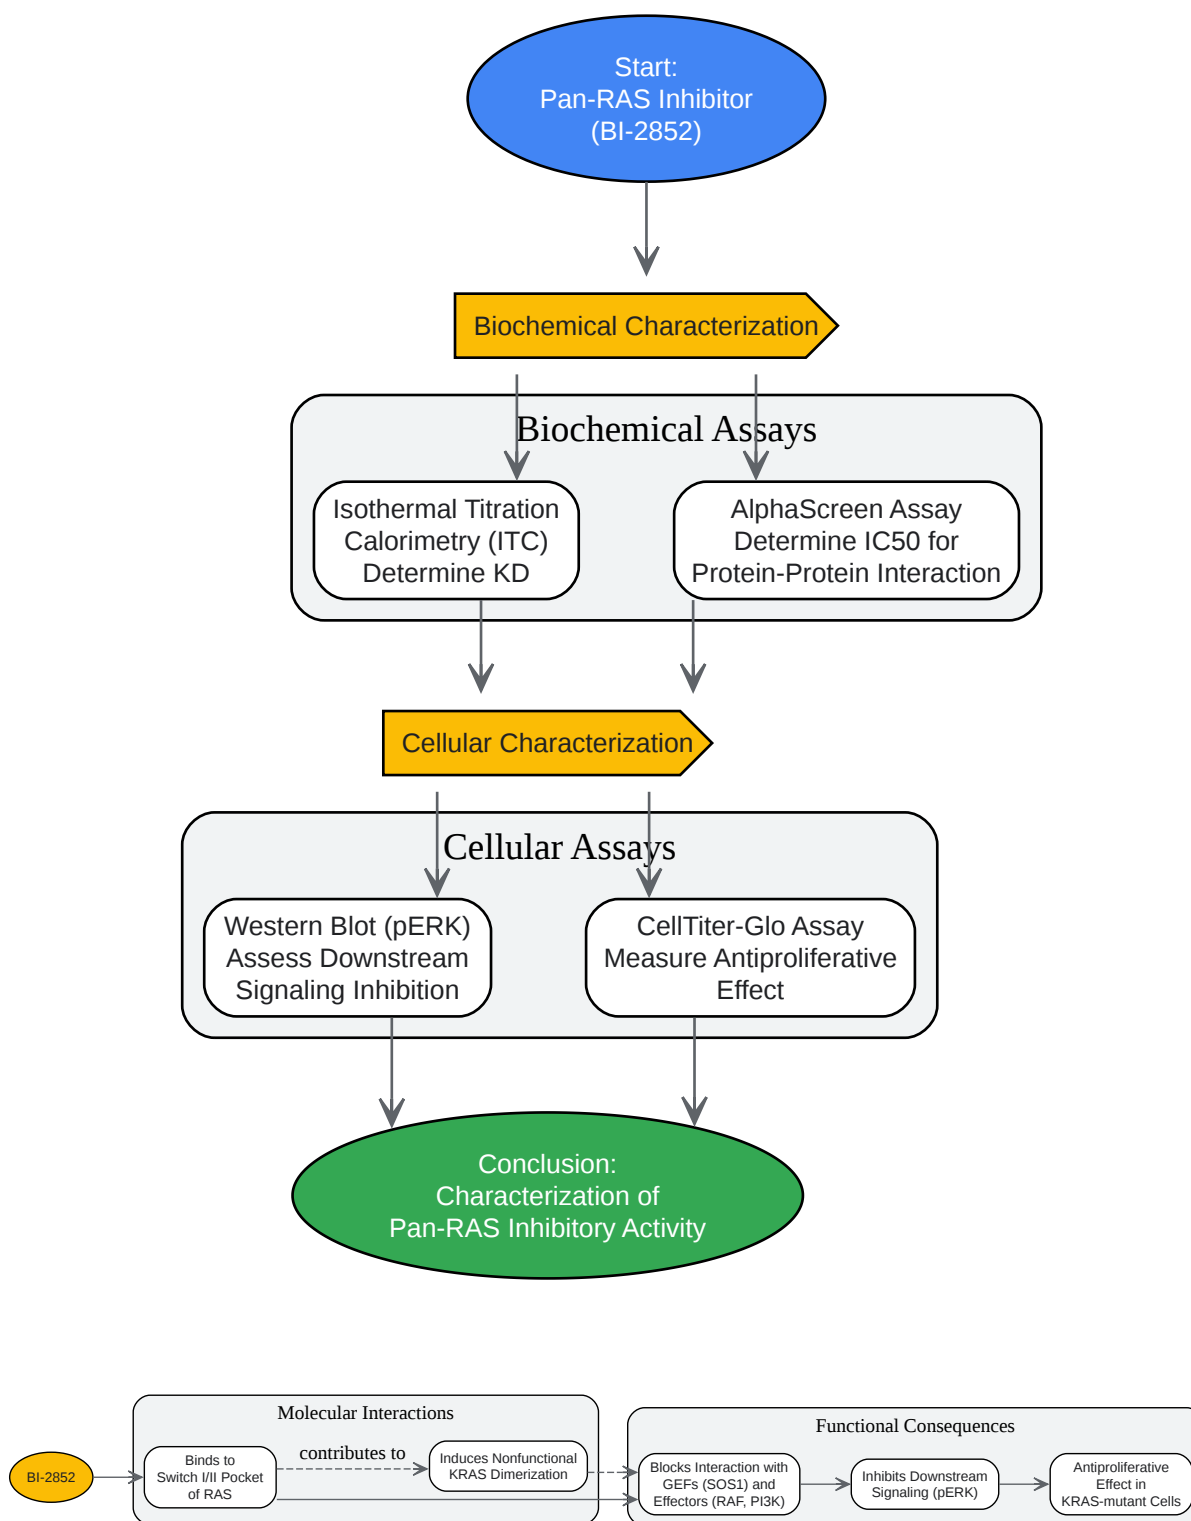 Start:
Pan-RAS Inhibitor
(BI-2852)
Biochemical Characterization
Biochemical Assays
Isothermal Titration
Calorimetry (ITC)
Determine KD
AlphaScreen Assay
Determine IC50 for
Protein-Protein Interaction
Cellular Characterization
Cellular Assays
Western Blot (pERK)
Assess Downstream
Signaling Inhibition
CellTiter-Glo Assay
Measure Antiproliferative
Effect
Conclusion:
Characterization of
Pan-RAS Inhibitory Activity
Molecular Interactions
BI-2852
Binds to
Switch I/II Pocket
of RAS
contributes to
Induces Nonfunctional
KRAS Dimerization
Functional Consequences
Blocks Interaction with
GEFs (SOS1) and
Effectors (RAF, PI3K)
Inhibits Downstream
Signaling (pERK)
Antiproliferative
Effect in
KRAS-mutant Cells